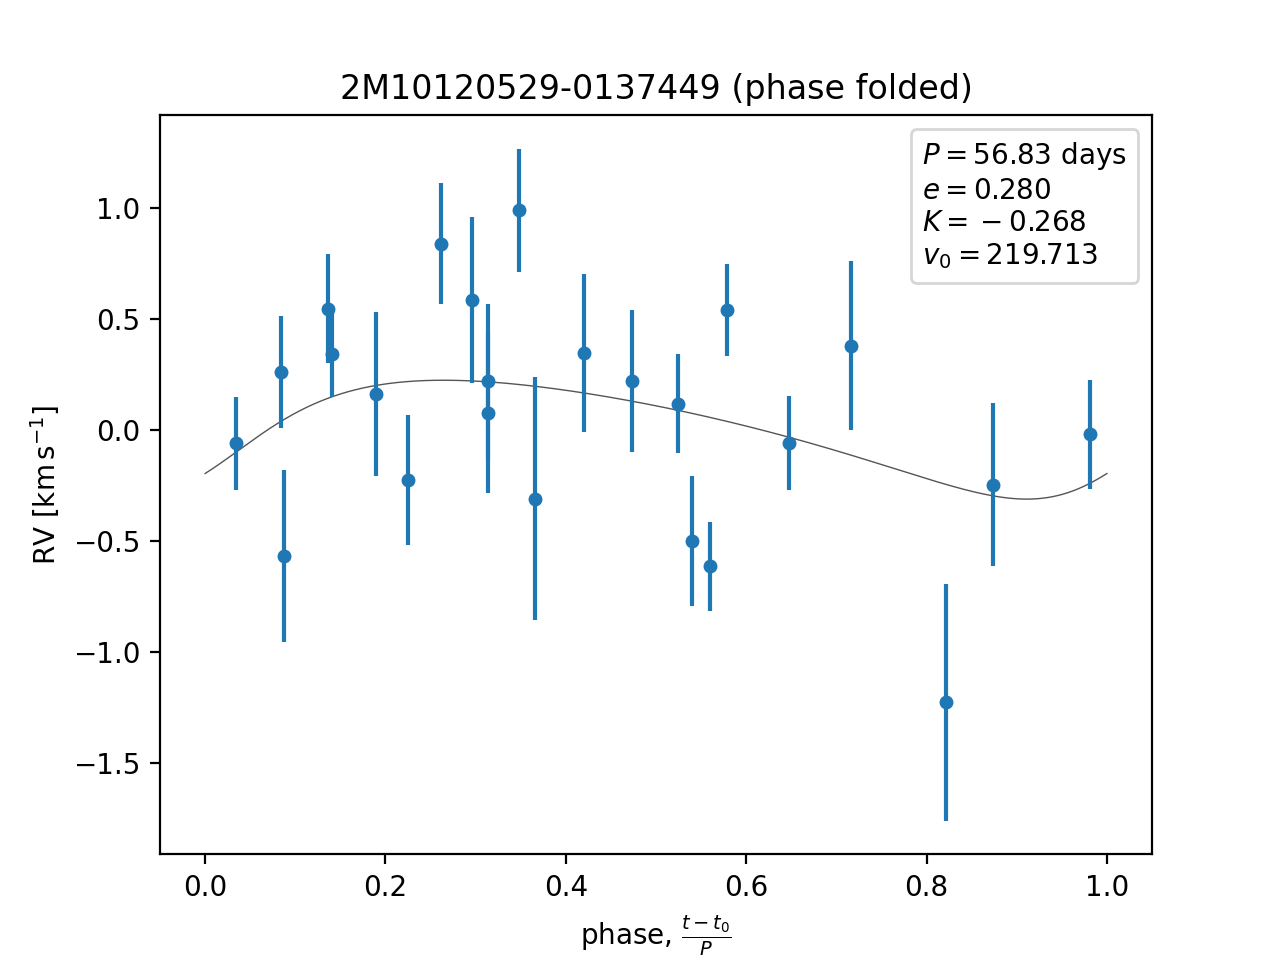 2M10120529-0137449 (phase folded)
P = 56.83 days
e = 0.280
K = −0.268
v₀ = 219.713
1.0
0.5
0.0
−0.5
−1.0
−1.5
RV [km s⁻¹]
0.0 0.2 0.4 0.6 0.8 1.0
phase, (t − t₀)/P